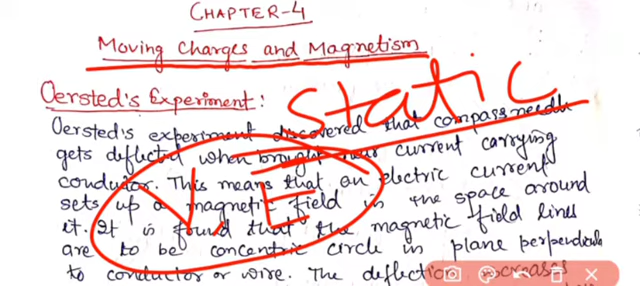 CHAPTER-4
Moving Charges and Magnetism
Oersted's Experiment:
static
Oersted's experiment discovered that compass needle
gets deflected when brought near current carrying
condutor. This means that an electric current
sets up a magnetic field in the space around
it. It is found that the magnetic field lines
are to be concentric circle in plane perpendicular
to conductor or wire. The deflection increases
V, E